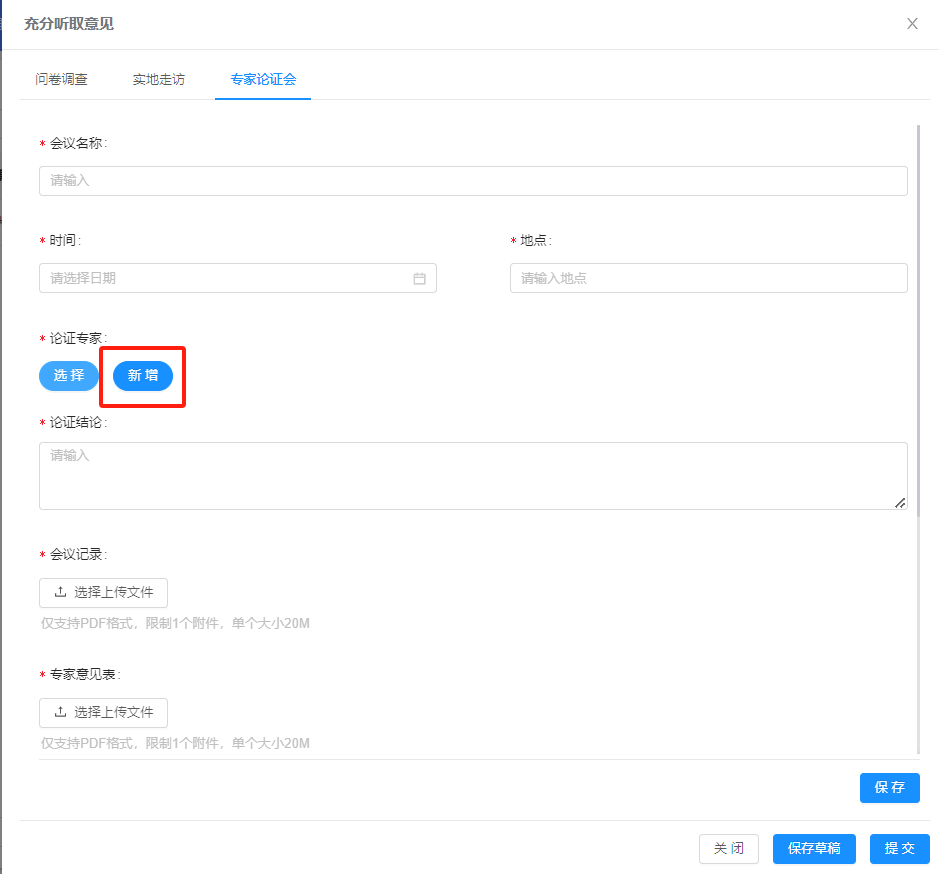 充分听取意见
问卷调查 实地走访 专家论证会
* 会议名称:
请输入
* 时间: * 地点:
请选择日期 请输入地点
* 论证专家:
选 择 新 增
* 论证结论:
请输入
* 会议记录:
选择上传文件
仅支持PDF格式，限制1个附件，单个大小20M
* 专家意见表:
选择上传文件
仅支持PDF格式，限制1个附件，单个大小20M
保 存
关 闭 保存草稿 提 交